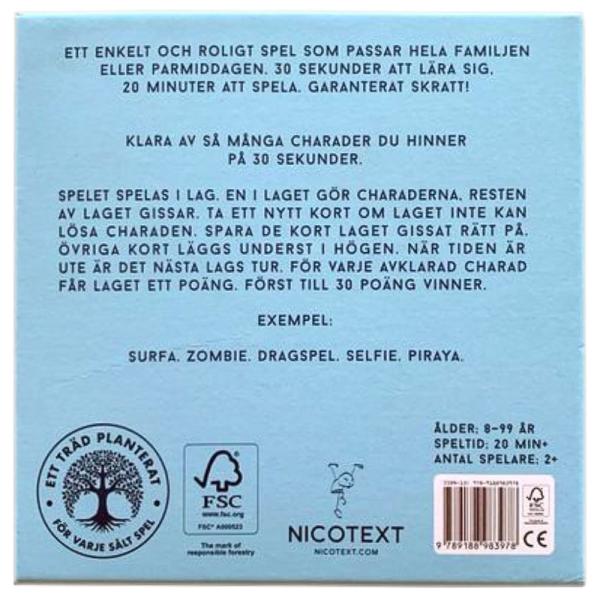 ETT ENKELT OCH ROLIGT SPEL SOM PASSAR HELA FAMILJEN
ELLER PARMIDDAGEN. 30 SEKUNDER ATT LÄRA SIG,
20 MINUTER ATT SPELA. GARANTERAT SKRATT!
KLARA AV SÅ MÅNGA CHARADER DU HINNER
PÅ 30 SEKUNDER.
SPELET SPELAS I LAG. EN I LAGET GÖR CHARADERNA, RESTEN
AV LAGET GISSAR. TA ETT NYTT KORT OM LAGET INTE KAN
LÖSA CHARADEN. SPARA DE KORT LAGET GISSAT RÄTT PÅ.
ÖVRIGA KORT LÄGGS UNDERST I HÖGEN. NÄR TIDEN ÄR
UTE ÄR DET NÄSTA LAGS TUR. FÖR VARJE AVKLARAD CHARAD
FÅR LAGET ETT POÄNG. FÖRST TILL 30 POÄNG VINNER.
EXEMPEL:
SURFA. ZOMBIE. DRAGSPEL. SELFIE. PIRAYA.
ETT TRÄD PLANTERAT
FÖR VARJE SÅLT SPEL
FSC
www.fsc.org
FSC® A000523
The mark of
responsible forestry
NICOTEXT
NICOTEXT.COM
ÅLDER: 8-99 ÅR
SPELTID: 20 MIN+
ANTAL SPELARE: 2+
FSC
CE
9 789188 983978